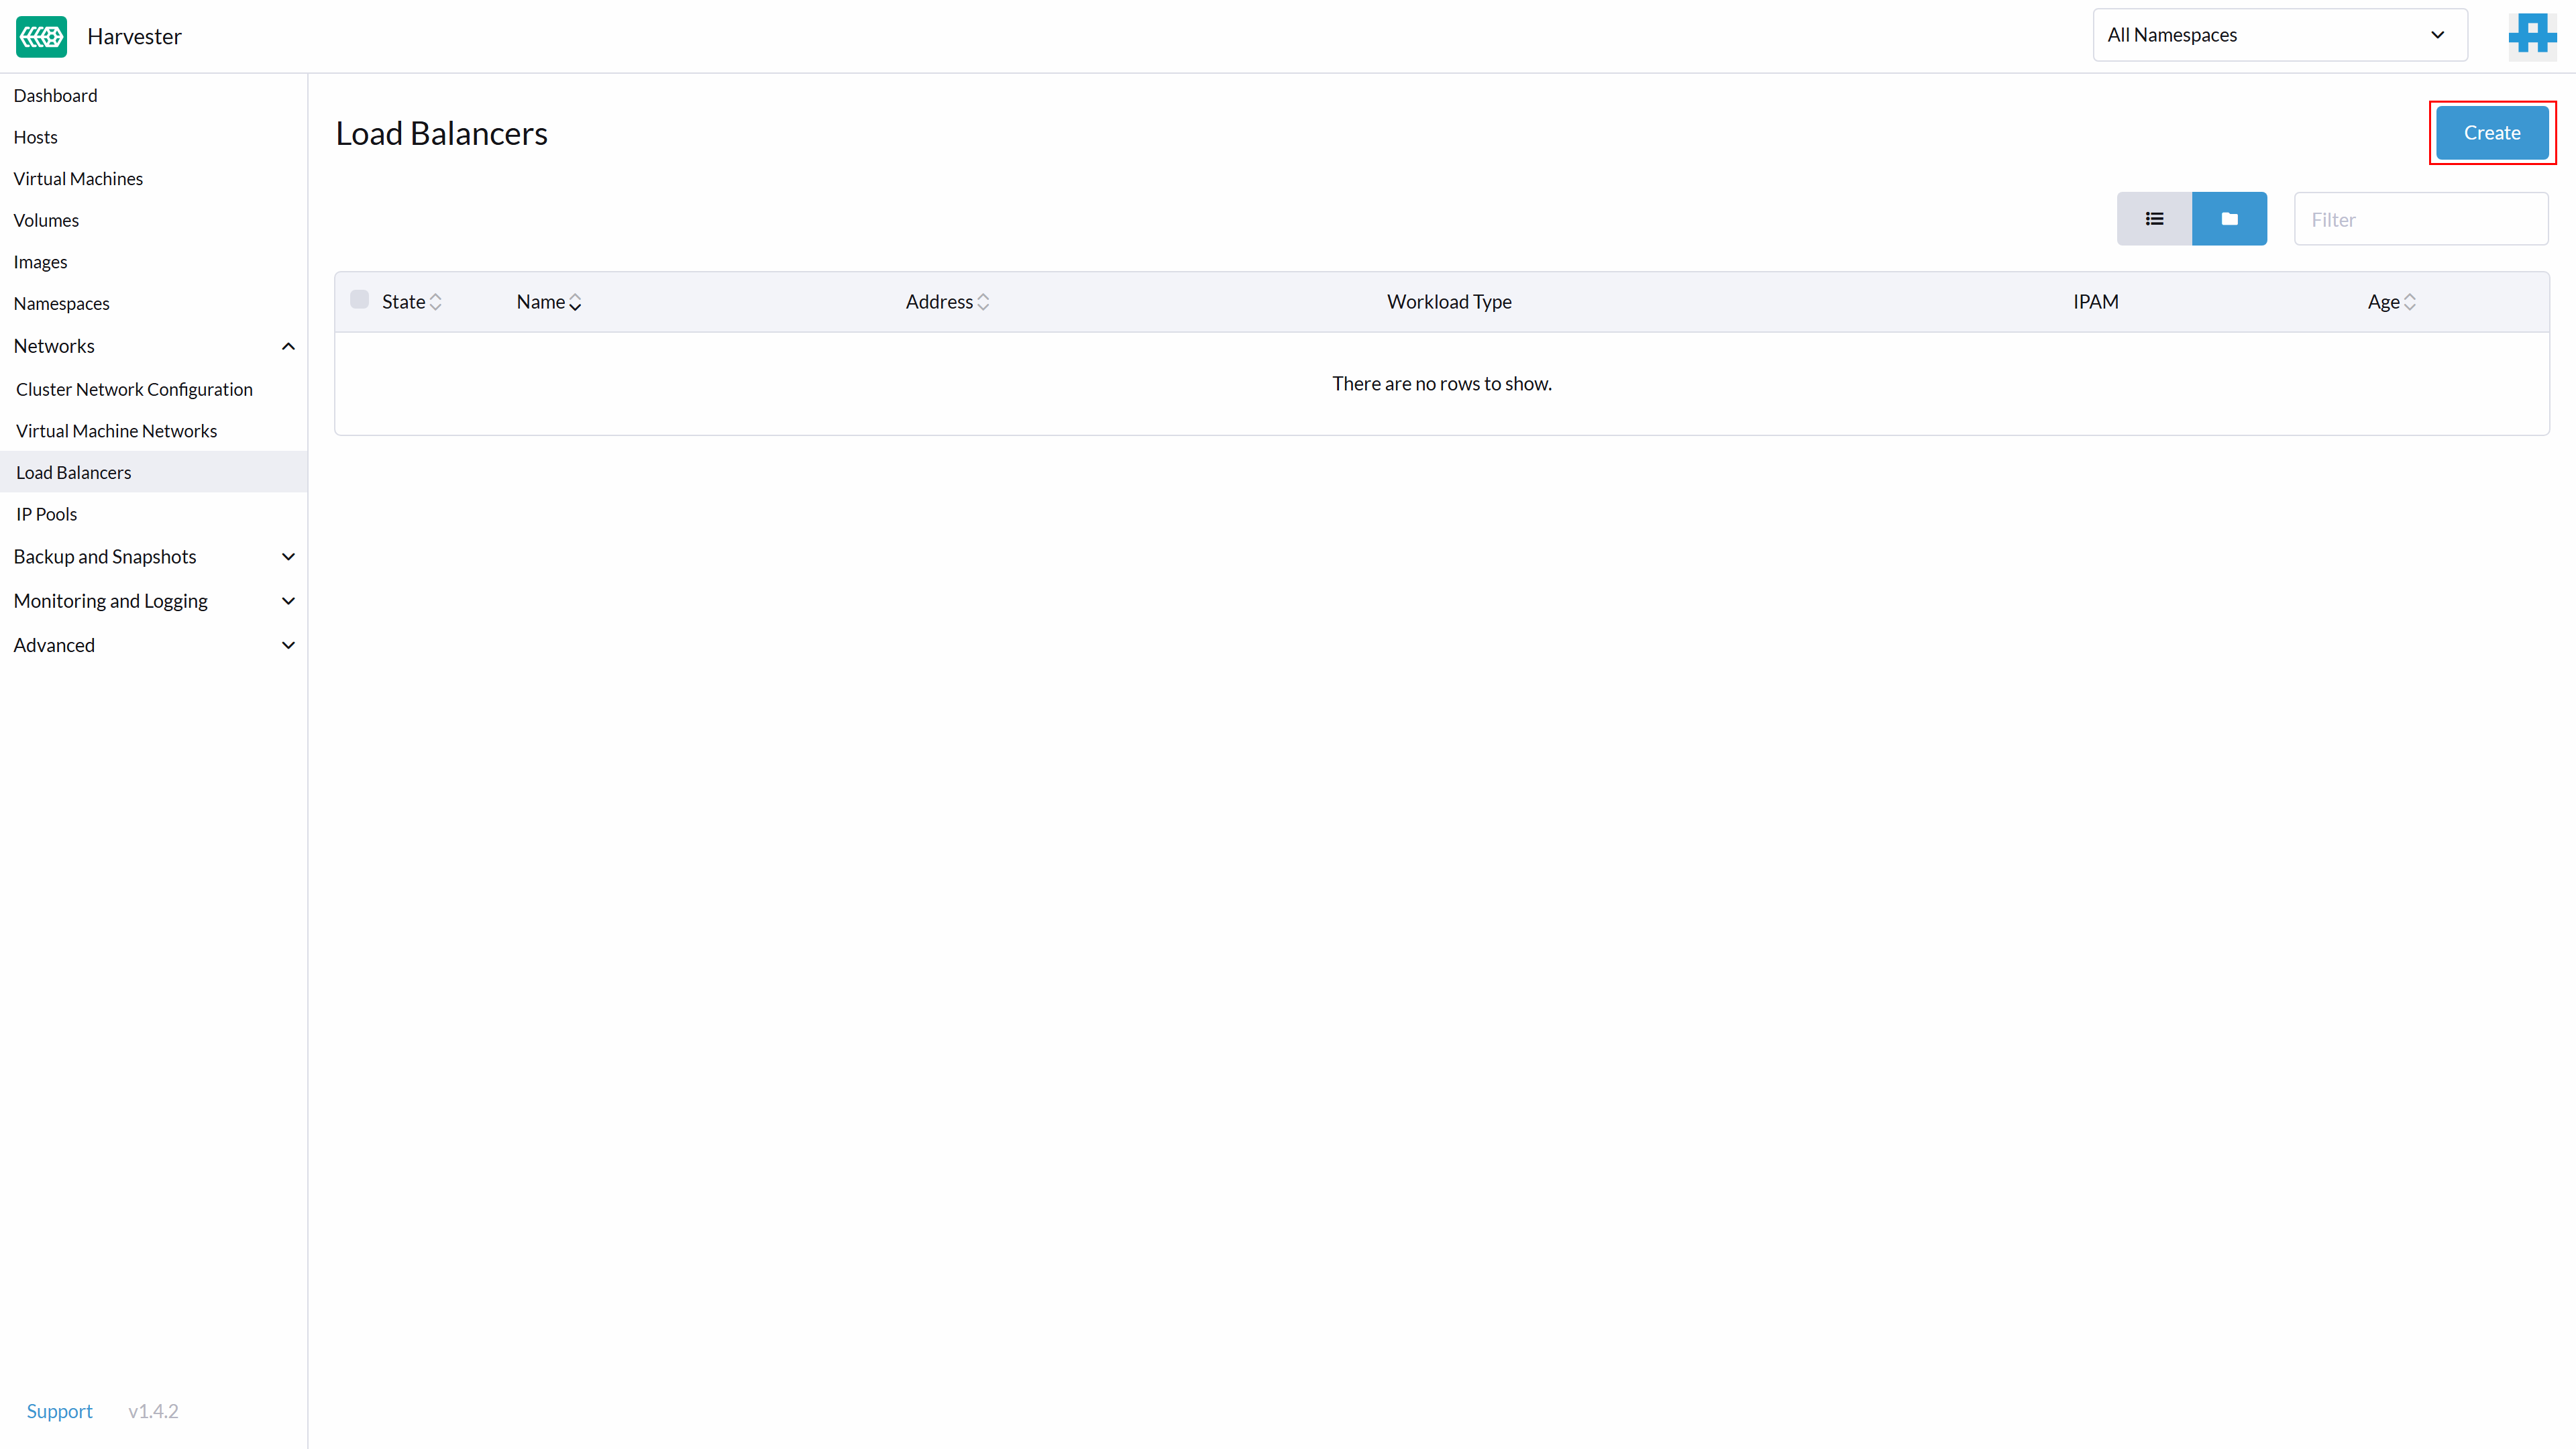 Harvester
All Namespaces
Dashboard
Hosts
Virtual Machines
Volumes
Images
Namespaces
Networks
Cluster Network Configuration
Virtual Machine Networks
Load Balancers
IP Pools
Backup and Snapshots
Monitoring and Logging
Advanced
Support v1.4.2
Load Balancers
Create
Filter
State Name Address Workload Type IPAM Age
There are no rows to show.